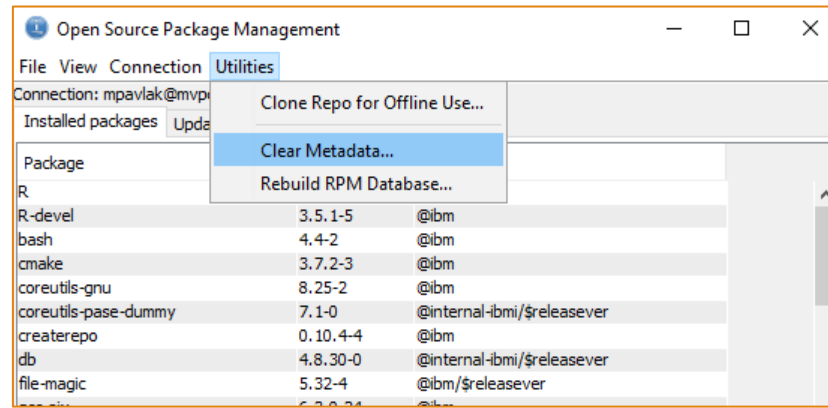 Open Source Package Management
File View Connection Utilities
Connection: mpavlak@mvp
Clone Repo for Offline Use...
Installed packages Upda
Clear Metadata...
Package
Rebuild RPM Database...
R
R-devel 3.5.1-5 @ibm
bash 4.4-2 @ibm
cmake 3.7.2-3 @ibm
coreutils-gnu 8.25-2 @ibm
coreutils-pase-dummy 7.1-0 @internal-ibmi/$releasever
createrepo 0.10.4-4 @ibm
db 4.8.30-0 @internal-ibmi/$releasever
file-magic 5.32-4 @ibm/$releasever